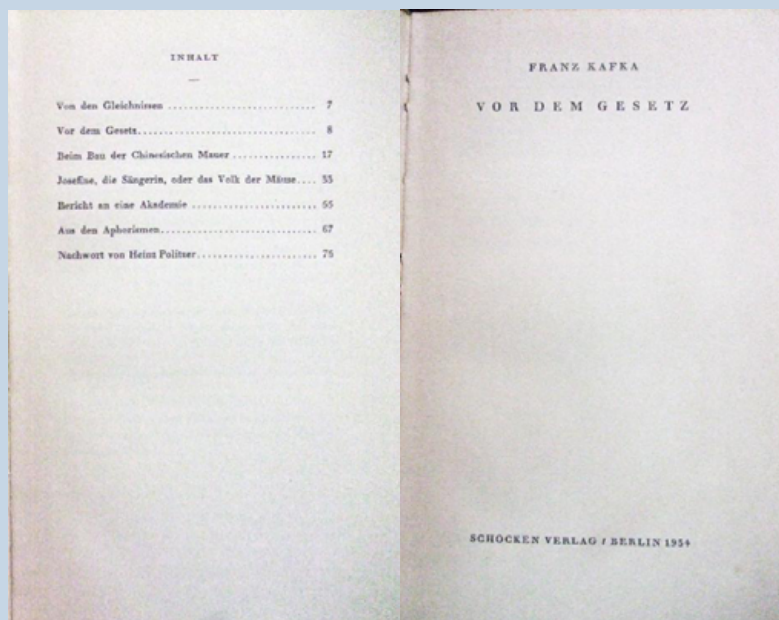 INHALT
Von den Gleichnissen ............................ 7
Vor dem Gesetz.................................. 8
Beim Bau der Chinesischen Mauer ................ 17
Josefine, die Sängerin, oder das Volk der Mäuse.... 33
Bericht an eine Akademie ........................ 55
Aus den Aphorismen.............................. 67
Nachwort von Heinz Politzer....................... 75
FRANZ KAFKA
VOR DEM GESETZ
SCHOCKEN VERLAG / BERLIN 1934